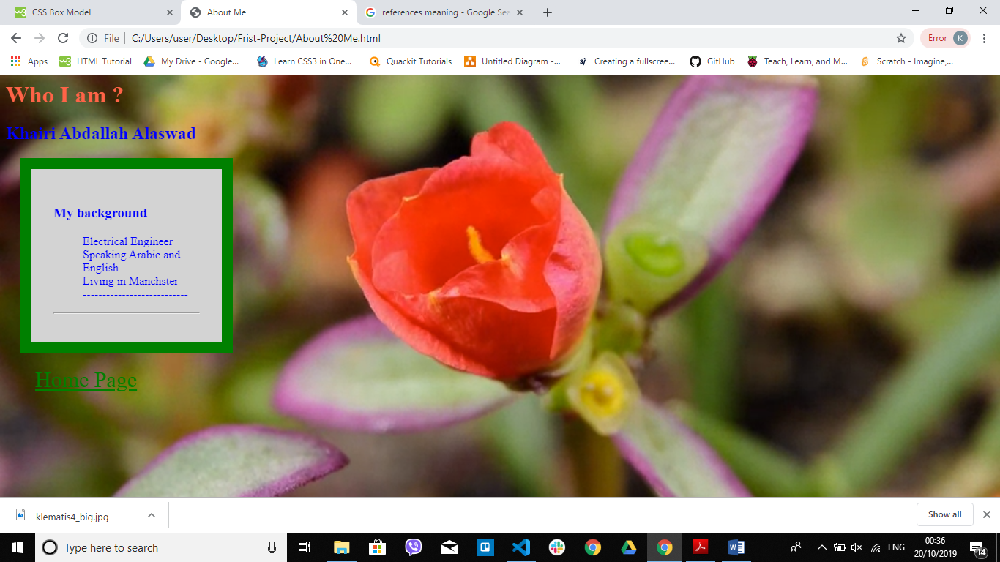 CSS Box Model
About Me
references meaning - Google Sea
File
C:/Users/user/Desktop/Frist-Project/About%20Me.html
Error
K
Apps
HTML Tutorial
My Drive - Google...
Learn CSS3 in One...
Quackit Tutorials
Untitled Diagram -...
Creating a fullscree...
GitHub
Teach, Learn, and M...
Scratch - Imagine,...
Who I am ?
Khairi Abdallah Alaswad
My background
Electrical Engineer
Speaking Arabic and
English
Living in Manchster
---------------------------
Home Page
klematis4_big.jpg
Show all
Type here to search
ENG
00:36
20/10/2019
14